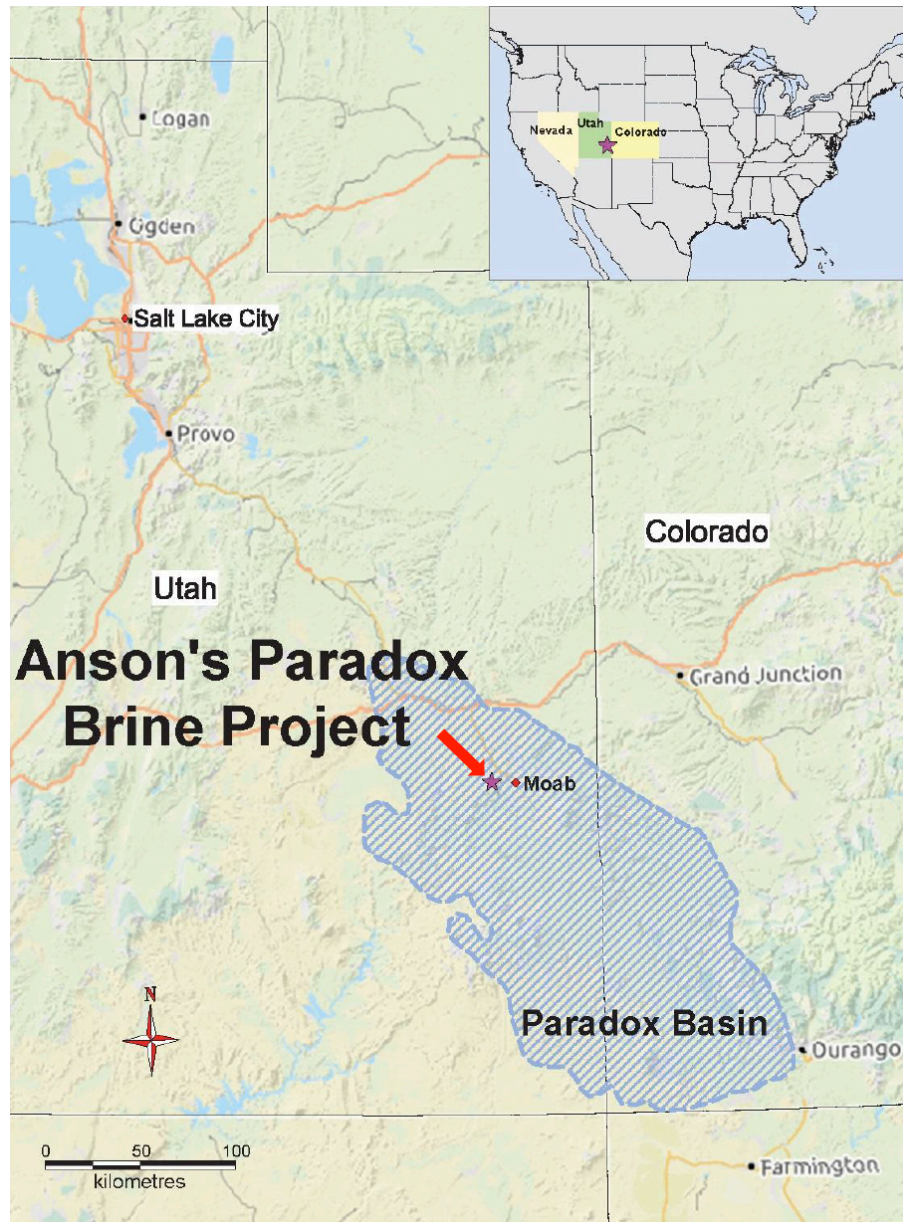 Nevada
Utah
Colorado
Logan
Ogden
Salt Lake City
Provo
Colorado
Utah
Anson's Paradox
Brine Project
Grand Junction
Moab
Paradox Basin
N
Durango
0 50 100
kilometres
Farmington